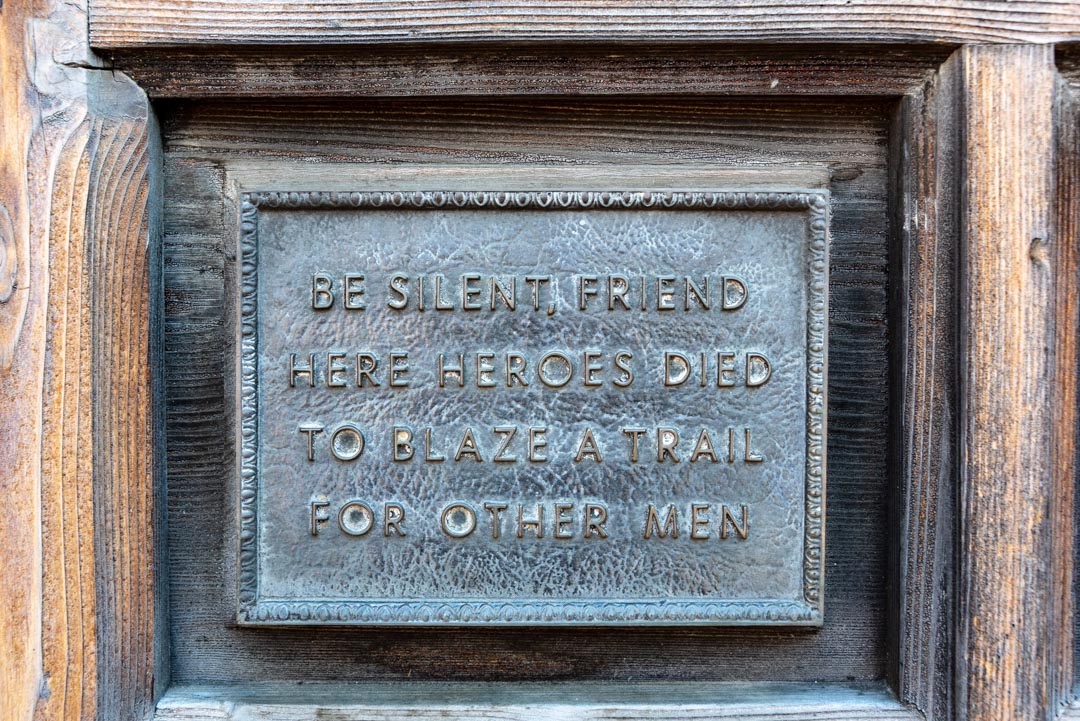 BE SILENT, FRIEND
HERE HEROES DIED
TO BLAZE A TRAIL
FOR OTHER MEN